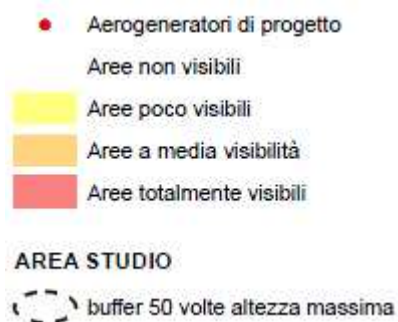 Aerogeneratori di progetto
Aree non visibili
Aree poco visibili
Aree a media visibilità
Aree totalmente visibili
AREA STUDIO
buffer 50 volte altezza massima